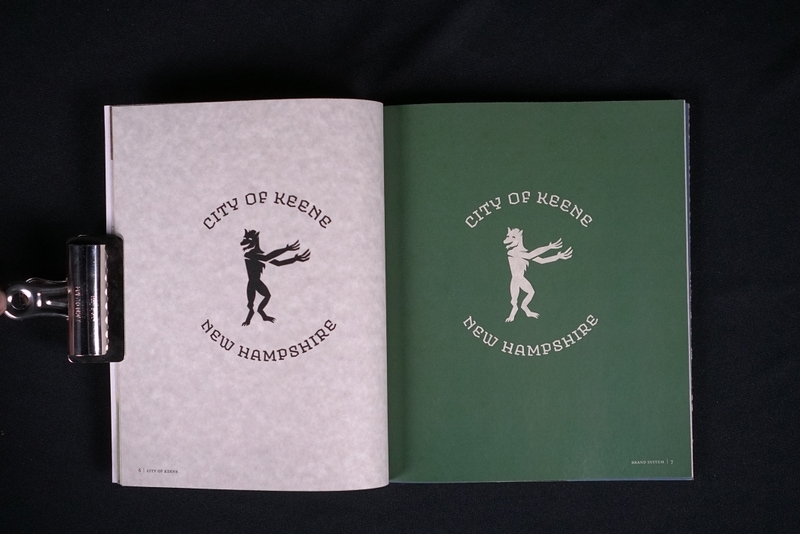 CITY OF KEENE
NEW HAMPSHIRE
6 | CITY OF KEENE
CITY OF KEENE
NEW HAMPSHIRE
BRAND SYSTEM | 7